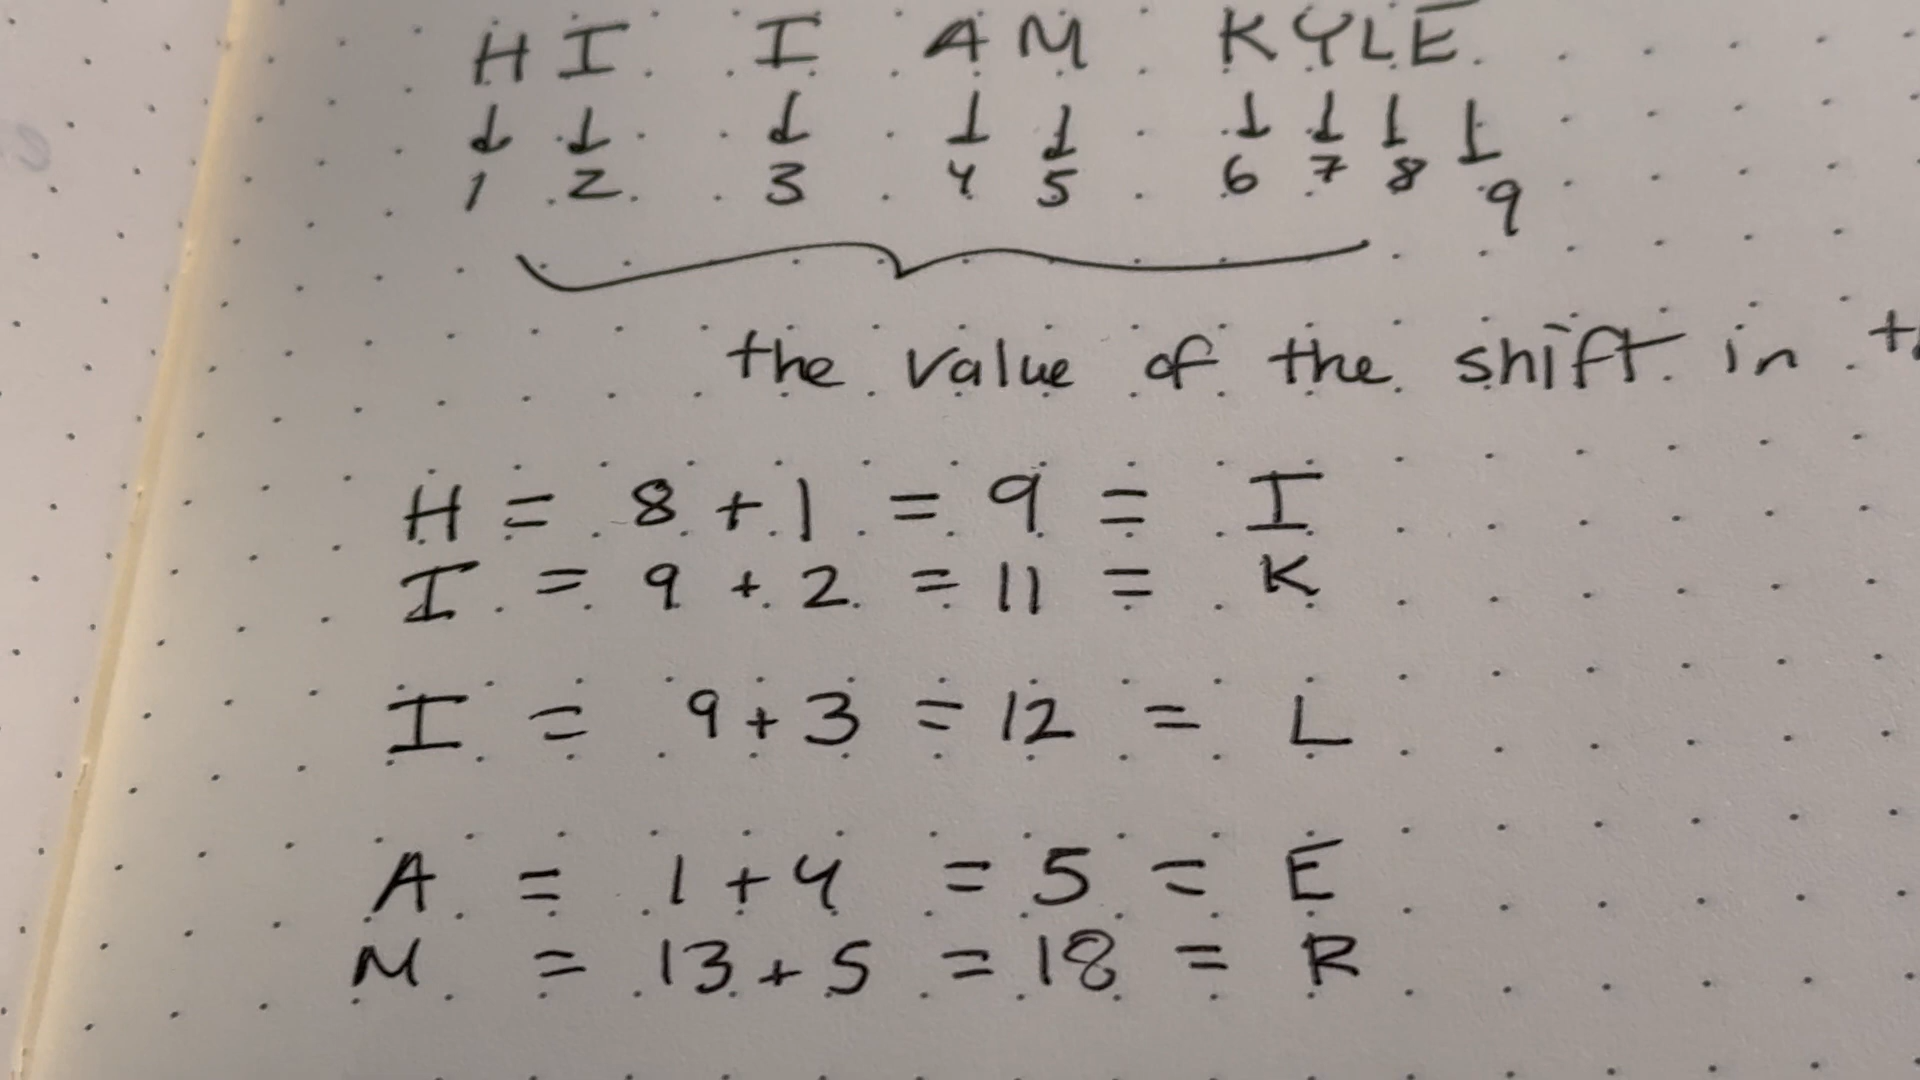 HI I AM KYLE
↓ ↓ ↓ ↓ ↓ ↓ ↓ ↓ ↓
1 2 3 4 5 6 7 8 9
the value of the shift in
H = 8 + 1 = 9 = I
I = 9 + 2 = 11 = K
I = 9 + 3 = 12 = L
A = 1 + 4 = 5 = E
M = 13 + 5 = 18 = R